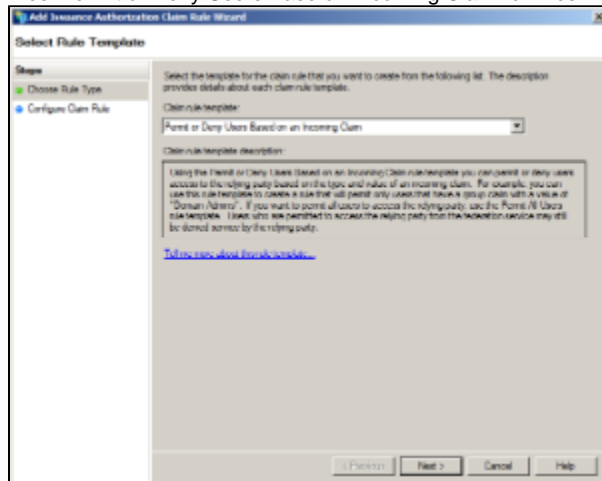 Add Issuance Authorization Claim Rule Wizard
Select Rule Template
Steps
Choose Rule Type
Configure Claim Rule
Select the template for the claim rule that you want to create from the following list. The description
provides details about each claim rule template.
Claim rule template:
Permit or Deny Users Based on an Incoming Claim
Claim rule template description:
Using the Permit or Deny Users Based on an Incoming Claim rule template you can permit or deny users
access to the relying party based on the type and value of an incoming claim. For example, you can
use this rule template to create a rule that will permit only users that have a group claim with a value of
"Domain Admins". If you want to permit all users to access the relying party, use the Permit All Users
rule template. Users who are permitted to access the relying party from the federation service may still
be denied service by the relying party.
Tell me more about this rule template...
< Previous
Next >
Cancel
Help